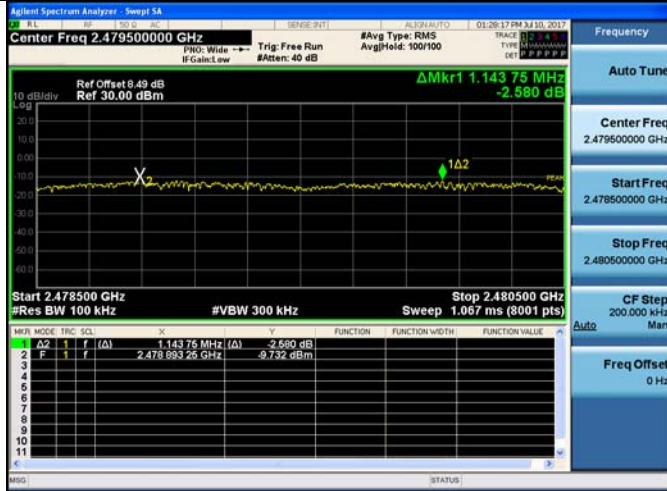 Agilent Spectrum Analyzer - Swept SA
RL RF 50 Ω AC SENSE:INT ALIGN AUTO 01:28:17 PM Jul 10, 2017
Center Freq 2.479500000 GHz
PNO: Wide
IFGain:Low
Trig: Free Run
#Atten: 40 dB
#Avg Type: RMS
Avg|Hold: 100/100
TRACE 1 2 3 4 5 6
TYPE M W W W W W
DET P P P P P P
Ref Offset 8.49 dB
Ref 30.00 dBm
10 dB/div
Log
ΔMkr1 1.143 75 MHz
-2.580 dB
20.0
10.0
0.00
-10.0
-20.0
-30.0
-40.0
-50.0
-60.0
X2
1Δ2
PEAK
Start 2.478500 GHz
Stop 2.480500 GHz
#Res BW 100 kHz
#VBW 300 kHz
Sweep 1.067 ms (8001 pts)
MKR MODE TRC SCL X Y FUNCTION FUNCTION WIDTH FUNCTION VALUE
1 Δ2 1 f (Δ) 1.143 75 MHz (Δ) -2.580 dB
2 F 1 f 2.478 893 25 GHz -9.732 dBm
3
4
5
6
7
8
9
10
11
MSG
STATUS
Frequency
Auto Tune
Center Freq
2.479500000 GHz
Start Freq
2.478500000 GHz
Stop Freq
2.480500000 GHz
CF Step
200.000 kHz
Auto Man
Freq Offset
0 Hz